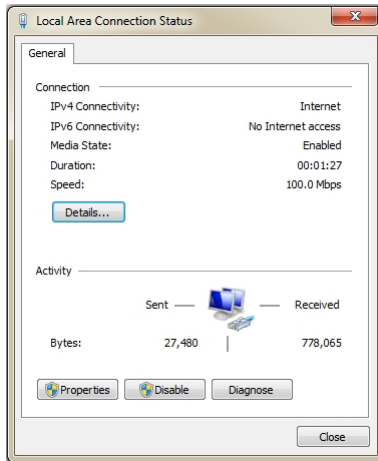 Local Area Connection Status
General
Connection
IPv4 Connectivity: Internet
IPv6 Connectivity: No Internet access
Media State: Enabled
Duration: 00:01:27
Speed: 100.0 Mbps
Details...
Activity
Sent Received
Bytes: 27,480 778,065
Properties Disable Diagnose
Close